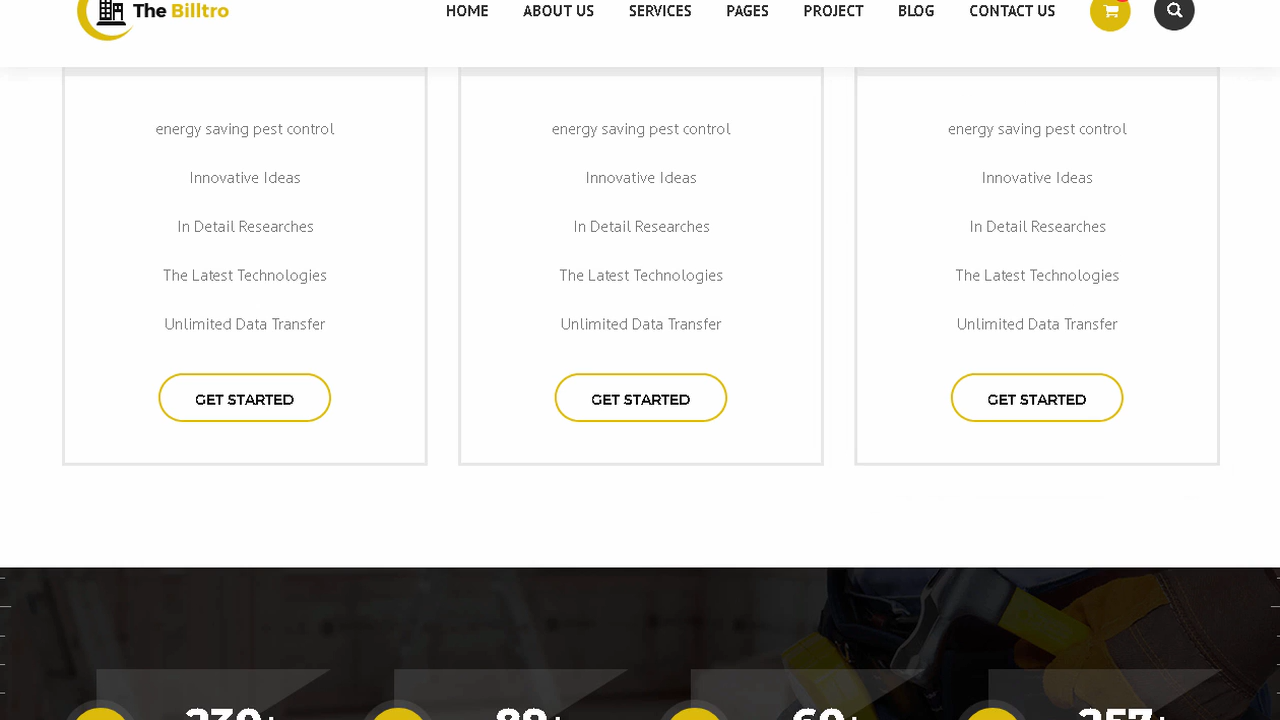 The Billtro
HOME ABOUT US SERVICES PAGES PROJECT BLOG CONTACT US
energy saving pest control
Innovative Ideas
In Detail Researches
The Latest Technologies
Unlimited Data Transfer
GET STARTED
energy saving pest control
Innovative Ideas
In Detail Researches
The Latest Technologies
Unlimited Data Transfer
GET STARTED
energy saving pest control
Innovative Ideas
In Detail Researches
The Latest Technologies
Unlimited Data Transfer
GET STARTED